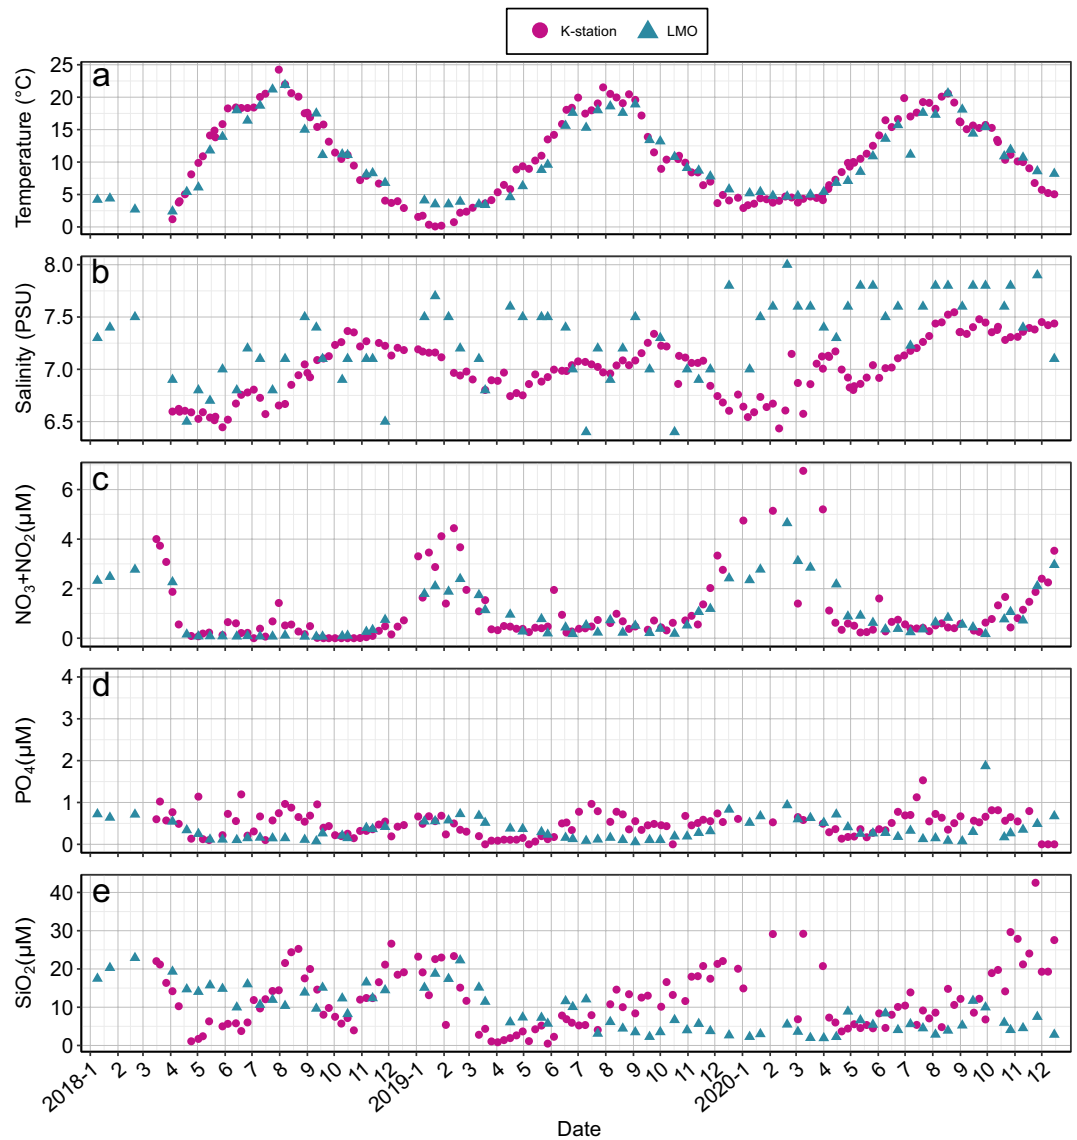 K-station LMO
a
Temperature (°C)
25
20
15
10
5
0
b
Salinity (PSU)
8.0
7.5
7.0
6.5
c
NO₃+NO₂(µM)
6
4
2
0
d
PO₄(µM)
4
3
2
1
0
e
SiO₂(µM)
40
30
20
10
0
2018-1 2 3 4 5 6 7 8 9 10 11 12 2019-1 2 3 4 5 6 7 8 9 10 11 12 2020-1 2 3 4 5 6 7 8 9 10 11 12
Date